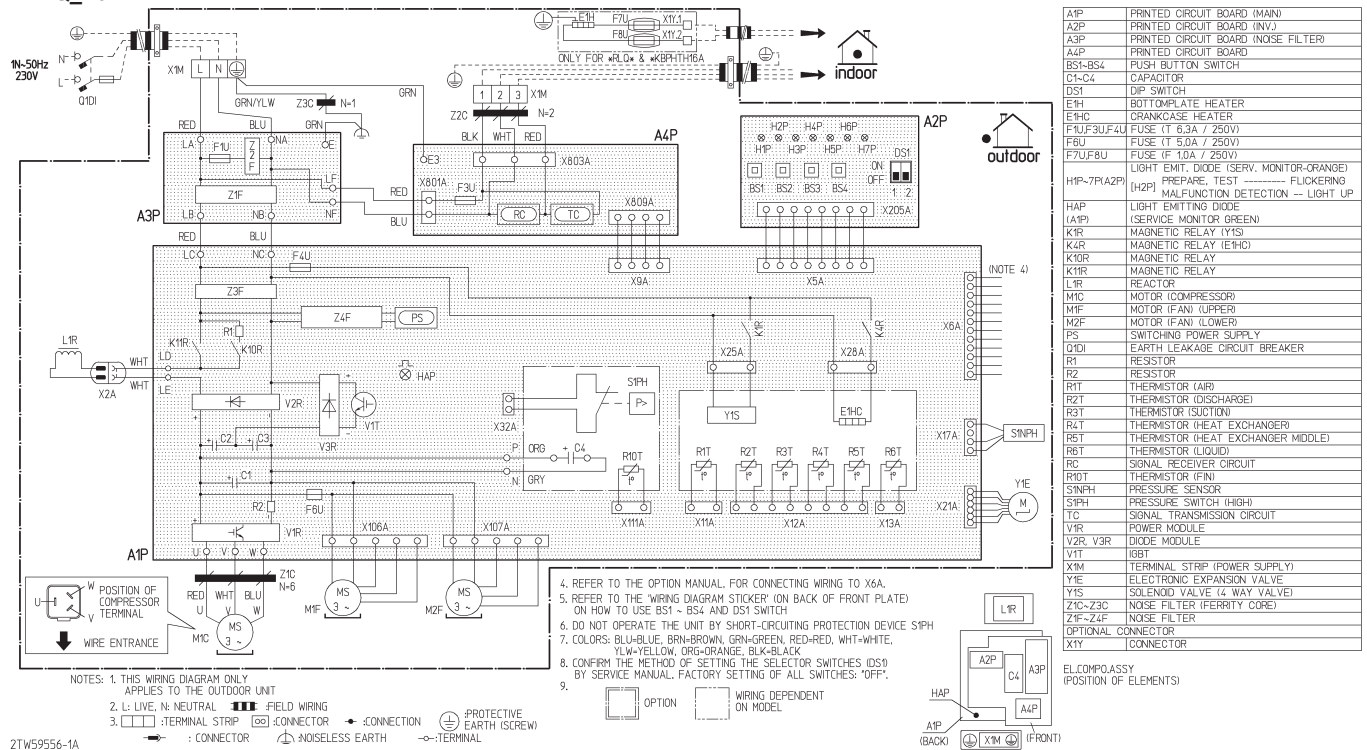 1N~50Hz
230V
N
L
Q1DI
X1M
L N
GRN/YLW
Z3C
N=1
GRN
E1H
F7U
F8U
X1Y.1
X1Y.2
ONLY FOR *RLQ* & *KBPHTH16A
indoor
1 2 3
X1M
Z2C
N=2
BLK WHT RED
RED
BLU
GRN
LA
NA
E
F1U
Z2F
Z1F
LF
NF
LB
NB
A3P
RED
BLU
A4P
E3
X803A
X801A
F3U
RC
TC
X809A
A2P
H2P H4P H6P
H1P H3P H5P H7P
DS1
ON
OFF
1 2
BS1 BS2 BS3 BS4
X205A
outdoor
RED
BLU
LC
NC
F4U
Z3F
Z4F
PS
X9A
X5A
(NOTE 4)
X6A
R1
K11R
K10R
L1R
WHT
WHT
LD
LE
X2A
HAP
V2R
V1T
V3R
C2
C3
C1
R2
F6U
V1R
U V W
A1P
X106A
X107A
X32A
S1PH
P>
P
ORG
C4
N
GRY
R10T
t°
X111A
K1R
K4R
X25A
X28A
Y1S
E1HC
R1T R2T R3T R4T R5T R6T
t° t° t° t° t° t°
X11A
X12A
X13A
X17A
S1NPH
Y1E
X21A
M
Z1C
N=6
RED WHT BLU
U V W
M1C
MS
3 ~
M1F
MS
3 ~
M2F
MS
3 ~
W
U
V
POSITION OF
COMPRESSOR
TERMINAL
WIRE ENTRANCE
NOTES: 1. THIS WIRING DIAGRAM ONLY
APPLIES TO THE OUTDOOR UNIT
2. L: LIVE, N: NEUTRAL :FIELD WIRING
3. :TERMINAL STRIP :CONNECTOR :CONNECTION :PROTECTIVE
EARTH (SCREW)
: CONNECTOR :NOISELESS EARTH :TERMINAL
4. REFER TO THE OPTION MANUAL. FOR CONNECTING WIRING TO X6A.
5. REFER TO THE 'WIRING DIAGRAM STICKER' (ON BACK OF FRONT PLATE)
ON HOW TO USE BS1 ~ BS4 AND DS1 SWITCH
6. DO NOT OPERATE THE UNIT BY SHORT-CIRCUITING PROTECTION DEVICE S1PH
7. COLORS: BLU=BLUE, BRN=BROWN, GRN=GREEN, RED=RED, WHT=WHITE,
YLW=YELLOW, ORG=ORANGE, BLK=BLACK
8. CONFIRM THE METHOD OF SETTING THE SELECTOR SWITCHES (DS1)
BY SERVICE MANUAL. FACTORY SETTING OF ALL SWITCHES: "OFF".
9. OPTION
WIRING DEPENDENT
ON MODEL
2TW59556-1A
A1P PRINTED CIRCUIT BOARD (MAIN)
A2P PRINTED CIRCUIT BOARD (INV.)
A3P PRINTED CIRCUIT BOARD (NOISE FILTER)
A4P PRINTED CIRCUIT BOARD
BS1~BS4 PUSH BUTTON SWITCH
C1~C4 CAPACITOR
DS1 DIP SWITCH
E1H BOTTOMPLATE HEATER
E1HC CRANKCASE HEATER
F1U,F3U,F4U FUSE (T 6,3A / 250V)
F6U FUSE (T 5,0A / 250V)
F7U,F8U FUSE (F 1,0A / 250V)
H1P~7P(A2P) LIGHT EMIT. DIODE (SERV. MONITOR-ORANGE)
[H2P] PREPARE, TEST --------- FLICKERING
MALFUNCTION DETECTION -- LIGHT UP
HAP LIGHT EMITTING DIODE
(A1P) (SERVICE MONITOR GREEN)
K1R MAGNETIC RELAY (Y1S)
K4R MAGNETIC RELAY (E1HC)
K10R MAGNETIC RELAY
K11R MAGNETIC RELAY
L1R REACTOR
M1C MOTOR (COMPRESSOR)
M1F MOTOR (FAN) (UPPER)
M2F MOTOR (FAN) (LOWER)
PS SWITCHING POWER SUPPLY
Q1DI EARTH LEAKAGE CIRCUIT BREAKER
R1 RESISTOR
R2 RESISTOR
R1T THERMISTOR (AIR)
R2T THERMISTOR (DISCHARGE)
R3T THERMISTOR (SUCTION)
R4T THERMISTOR (HEAT EXCHANGER)
R5T THERMISTOR (HEAT EXCHANGER MIDDLE)
R6T THERMISTOR (LIQUID)
RC SIGNAL RECEIVER CIRCUIT
R10T THERMISTOR (FIN)
S1NPH PRESSURE SENSOR
S1PH PRESSURE SWITCH (HIGH)
TC SIGNAL TRANSMISSION CIRCUIT
V1R POWER MODULE
V2R, V3R DIODE MODULE
V1T IGBT
X1M TERMINAL STRIP (POWER SUPPLY)
Y1E ELECTRONIC EXPANSION VALVE
Y1S SOLENOID VALVE (4 WAY VALVE)
Z1C~Z3C NOISE FILTER (FERRITY CORE)
Z1F~Z4F NOISE FILTER
OPTIONAL CONNECTOR
X1Y CONNECTOR
L1R
A2P
C4
A3P
A4P
HAP
A1P
(BACK)
X1M
(FRONT)
EL.COMPO.ASSY
(POSITION OF ELEMENTS)